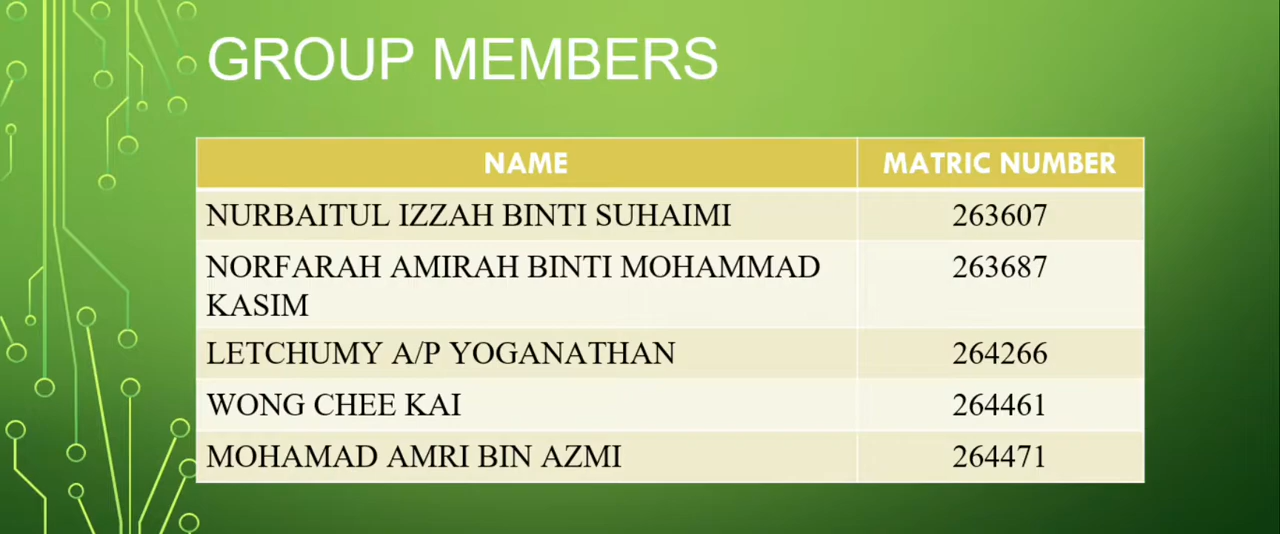 GROUP MEMBERS
NAME MATRIC NUMBER
NURBAITUL IZZAH BINTI SUHAIMI 263607
NORFARAH AMIRAH BINTI MOHAMMAD 263687
KASIM
LETCHUMY A/P YOGANATHAN 264266
WONG CHEE KAI 264461
MOHAMAD AMRI BIN AZMI 264471